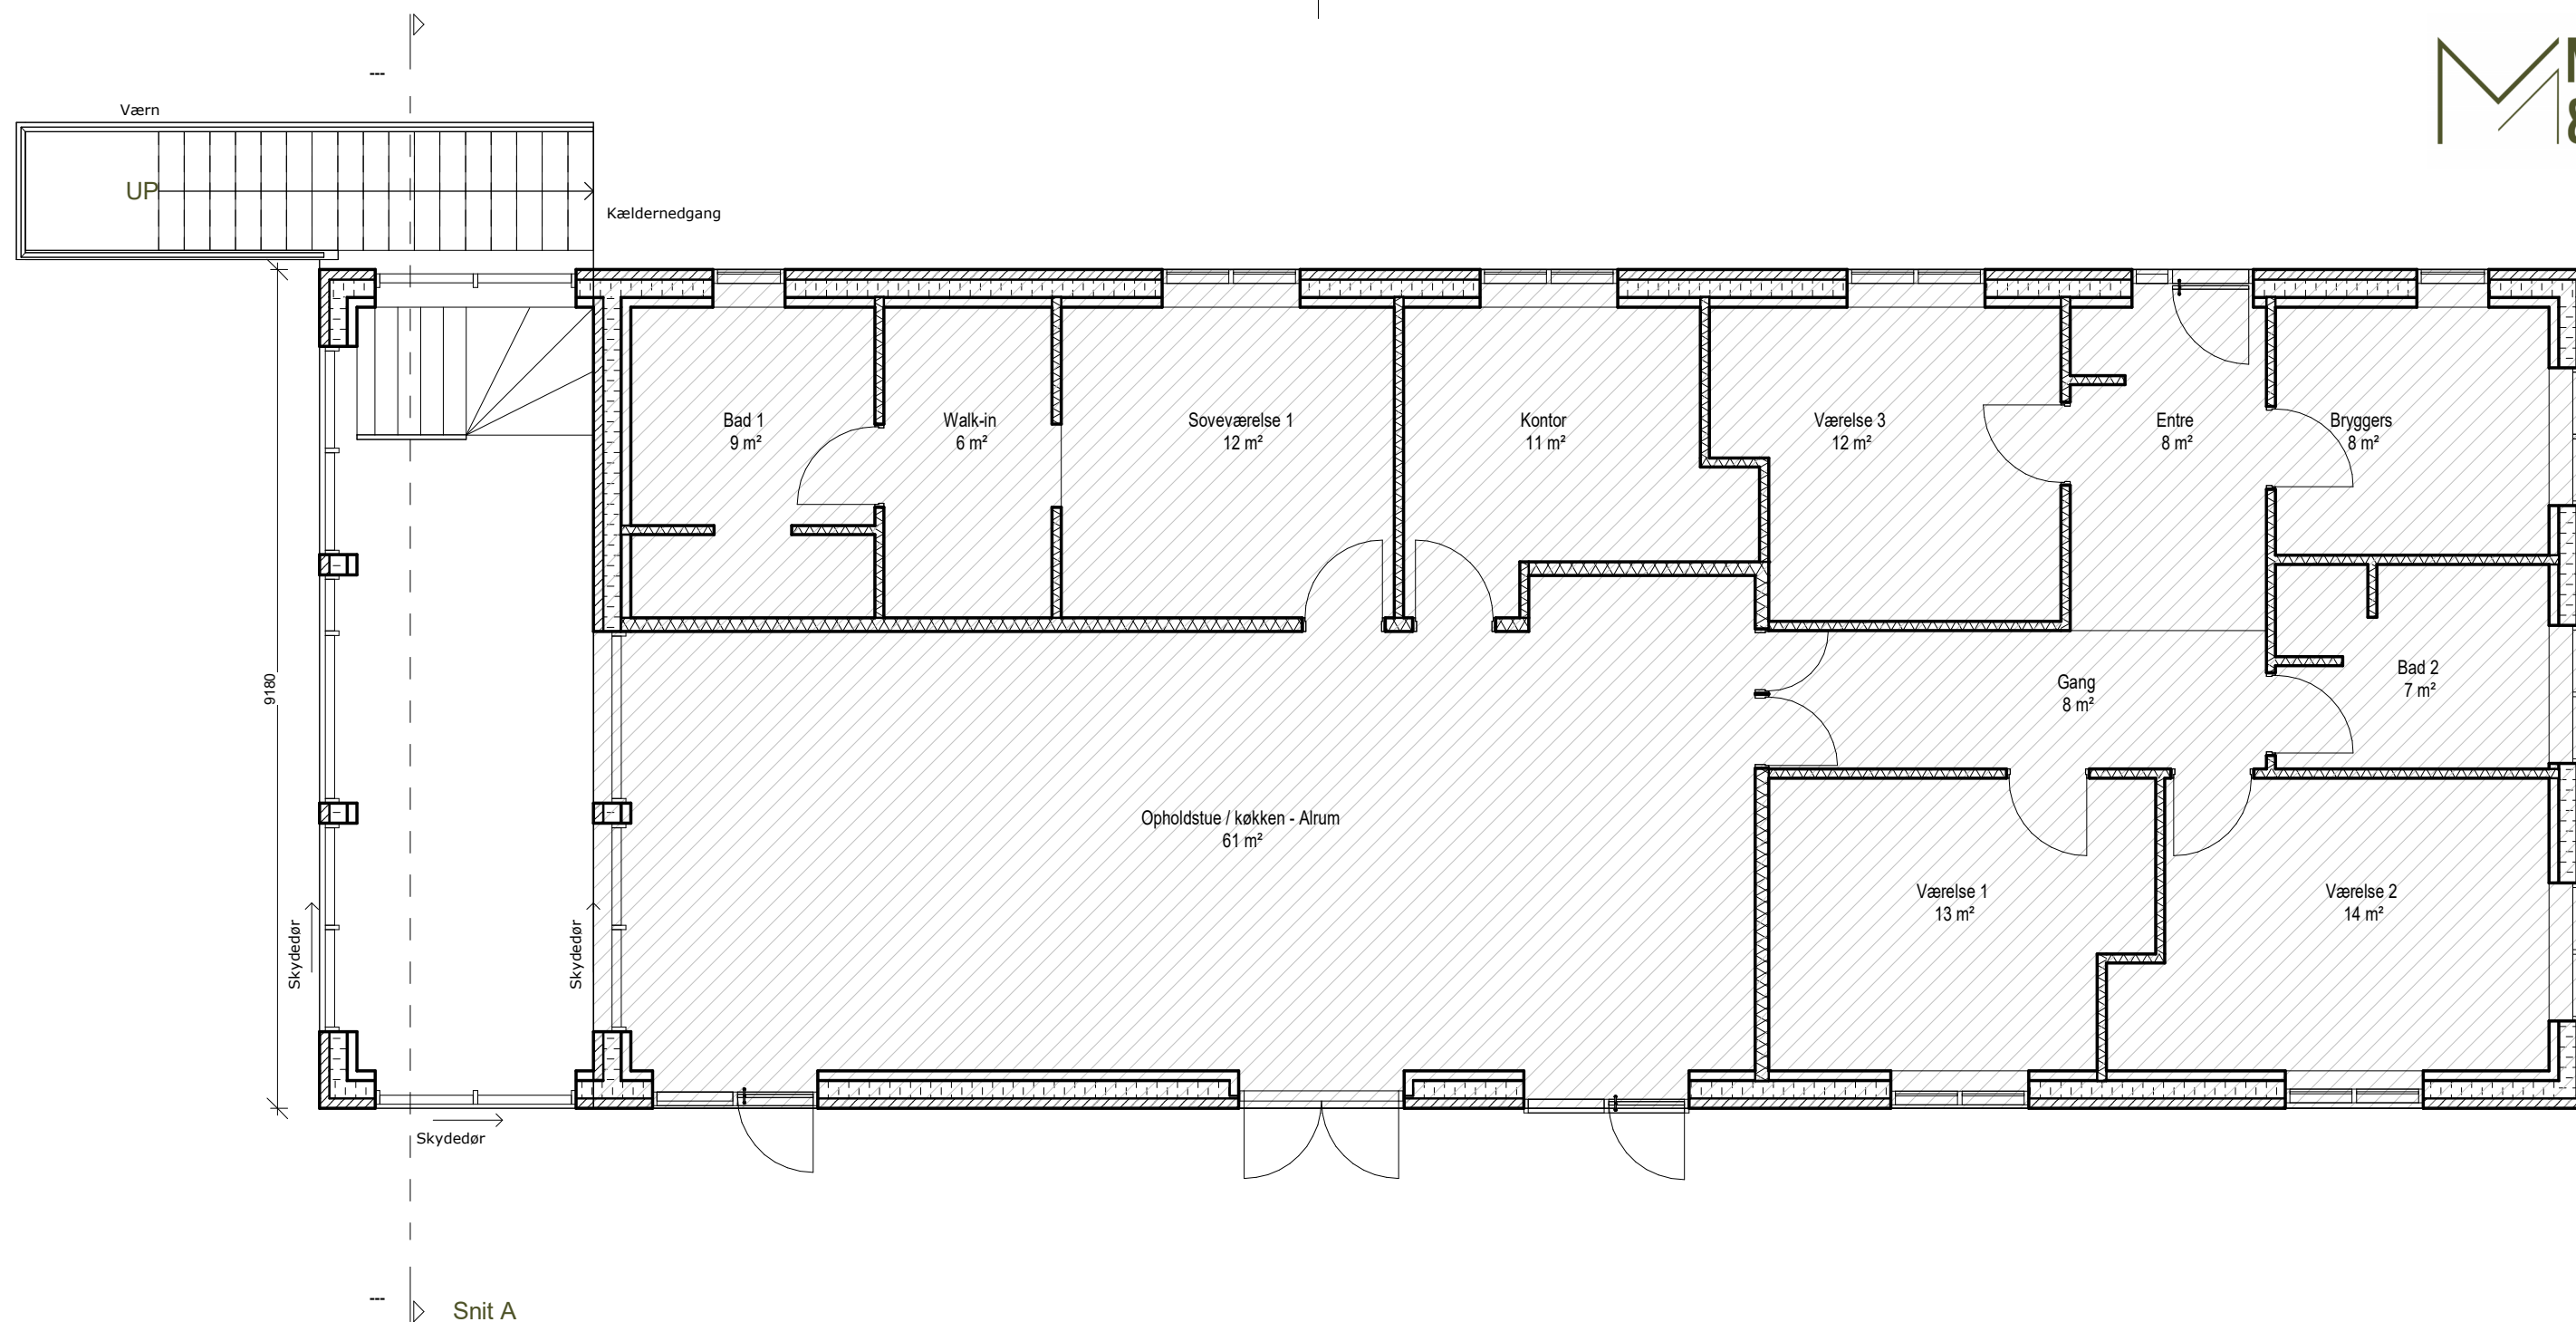 ---
Værn
UP
Kældernedgang
Bad 1
9 m²
Walk-in
6 m²
Soveværelse 1
12 m²
Kontor
11 m²
Værelse 3
12 m²
Entre
8 m²
Bryggers
8 m²
9180
Bad 2
7 m²
Gang
8 m²
Opholdstue / køkken - Alrum
61 m²
Værelse 1
13 m²
Værelse 2
14 m²
Skydedør
Skydedør
Skydedør
---
Snit A